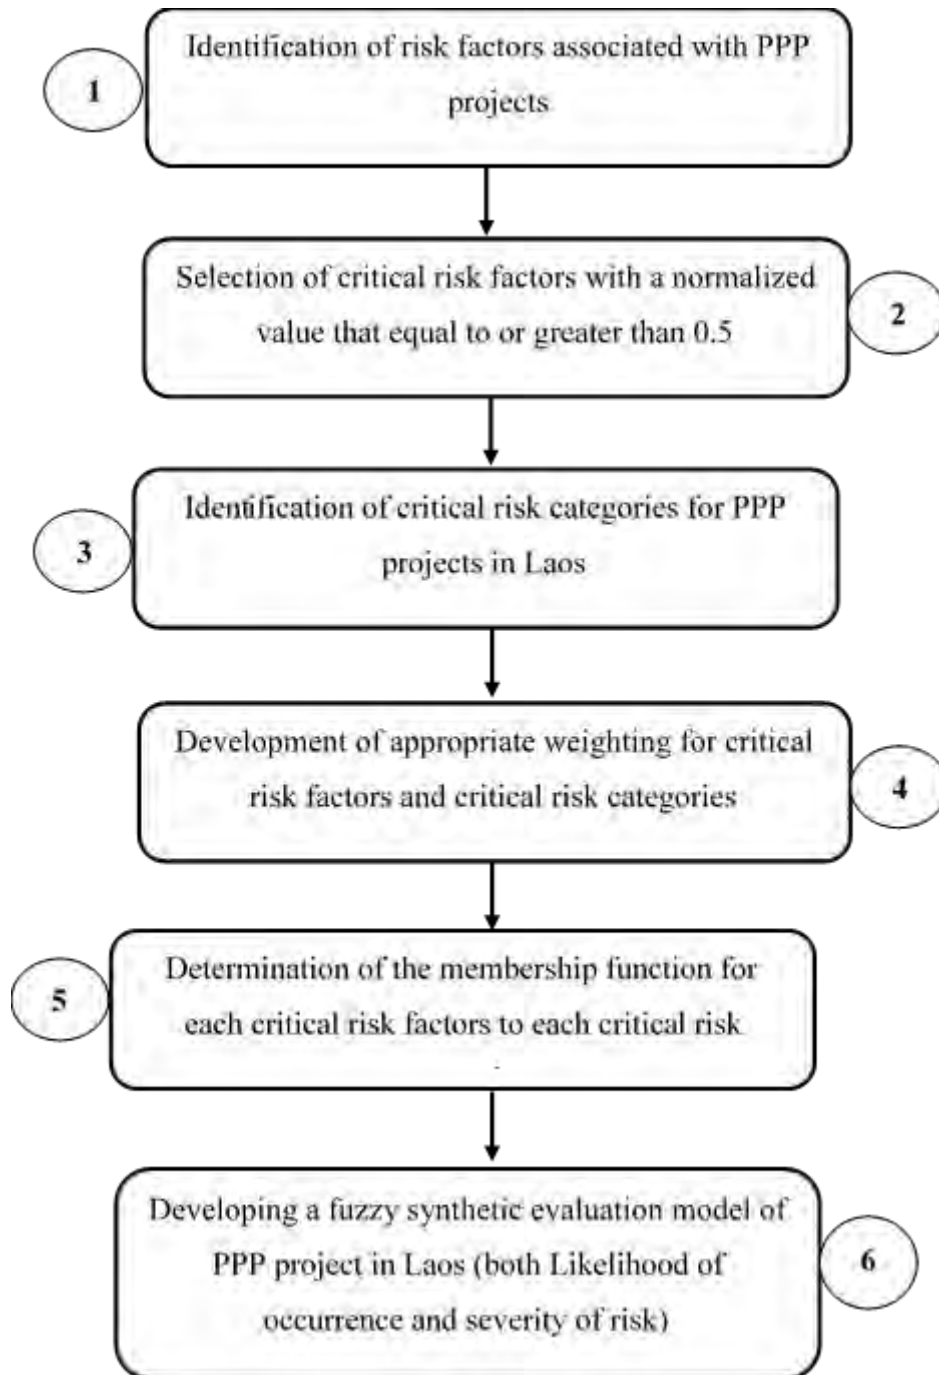 Identification of risk factors associated with PPP
projects
1
Selection of critical risk factors with a normalized
value that equal to or greater than 0.5
2
Identification of critical risk categories for PPP
projects in Laos
3
Development of appropriate weighting for critical
risk factors and critical risk categories
4
Determination of the membership function for
each critical risk factors to each critical risk
5
Developing a fuzzy synthetic evaluation model of
PPP project in Laos (both Likelihood of
occurrence and severity of risk)
6